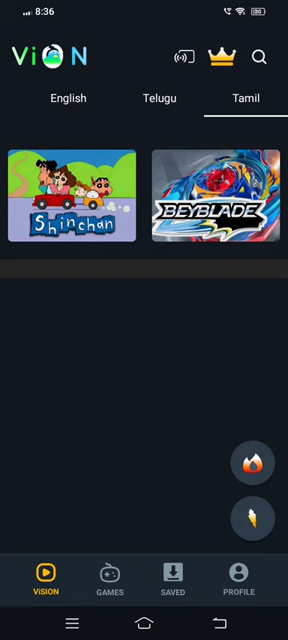 8:36
ViON
English Telugu Tamil
Shinchan BEYBLADE
ViSION GAMES SAVED PROFILE